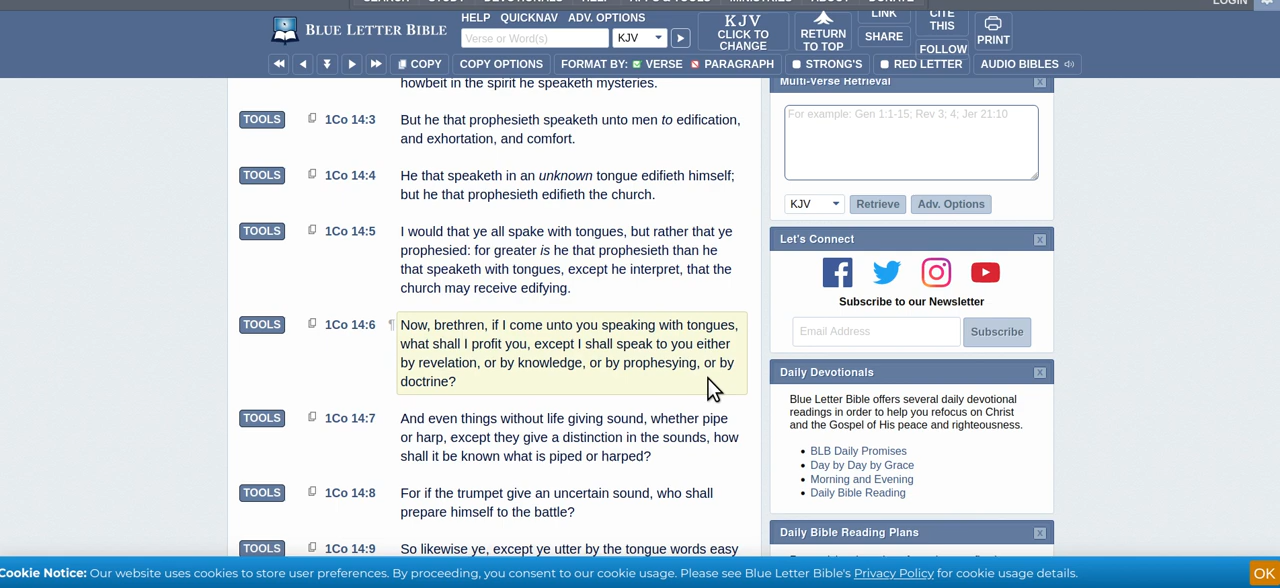 SEARCH STUDY DEVOTIONALS HELP APPS & TOOLS MINISTRIES ABOUT DONATE LOGIN
BLUE LETTER BIBLE
HELP QUICKNAV ADV. OPTIONS
Verse or Word(s) KJV
KJV
CLICK TO
CHANGE
RETURN
TO TOP
LINK
SHARE
CITE
THIS
FOLLOW
PRINT
COPY COPY OPTIONS FORMAT BY: VERSE PARAGRAPH STRONG'S RED LETTER AUDIO BIBLES
howbeit in the spirit he speaketh mysteries.
TOOLS 1Co 14:3 But he that prophesieth speaketh unto men to edification,
and exhortation, and comfort.
TOOLS 1Co 14:4 He that speaketh in an unknown tongue edifieth himself;
but he that prophesieth edifieth the church.
TOOLS 1Co 14:5 I would that ye all spake with tongues, but rather that ye
prophesied: for greater is he that prophesieth than he
that speaketh with tongues, except he interpret, that the
church may receive edifying.
TOOLS 1Co 14:6 ¶ Now, brethren, if I come unto you speaking with tongues,
what shall I profit you, except I shall speak to you either
by revelation, or by knowledge, or by prophesying, or by
doctrine?
TOOLS 1Co 14:7 And even things without life giving sound, whether pipe
or harp, except they give a distinction in the sounds, how
shall it be known what is piped or harped?
TOOLS 1Co 14:8 For if the trumpet give an uncertain sound, who shall
prepare himself to the battle?
TOOLS 1Co 14:9 So likewise ye, except ye utter by the tongue words easy
Multi-Verse Retrieval X
For example: Gen 1:1-15; Rev 3; 4; Jer 21:10
KJV Retrieve Adv. Options
Let's Connect X
Subscribe to our Newsletter
Email Address Subscribe
Daily Devotionals X
Blue Letter Bible offers several daily devotional
readings in order to help you refocus on Christ
and the Gospel of His peace and righteousness.
• BLB Daily Promises
• Day by Day by Grace
• Morning and Evening
• Daily Bible Reading
Daily Bible Reading Plans X
Cookie Notice: Our website uses cookies to store user preferences. By proceeding, you consent to our cookie usage. Please see Blue Letter Bible's Privacy Policy for cookie usage details. OK